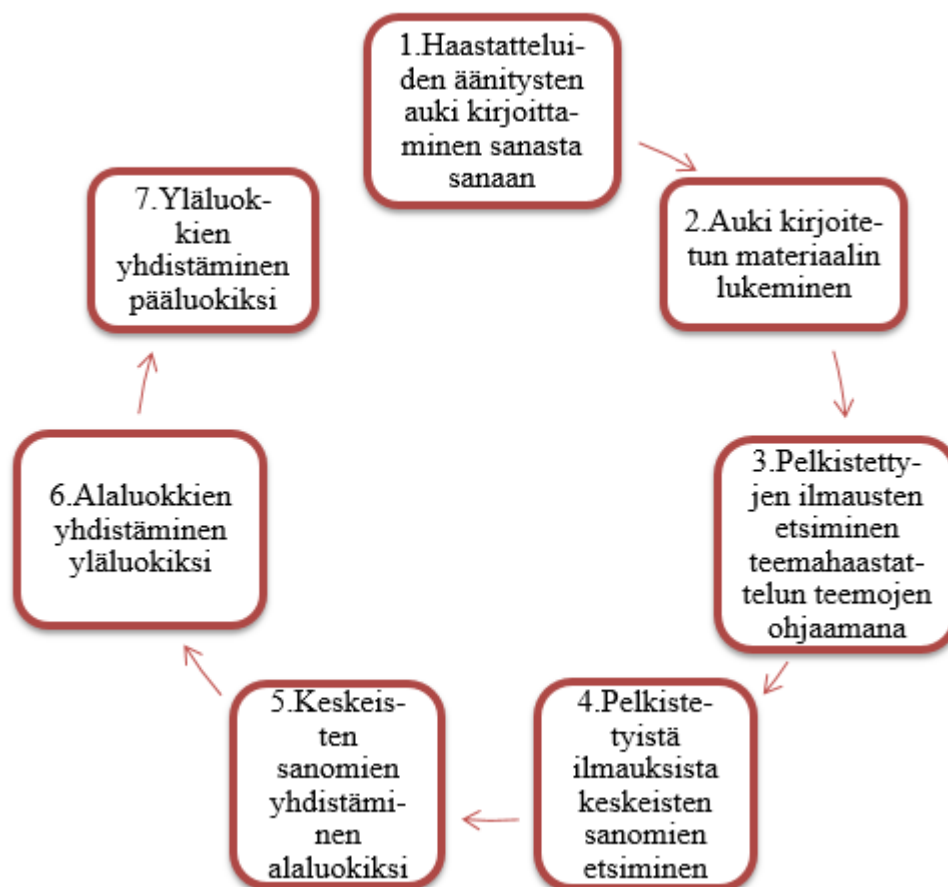 1.Haastattelui-
den äänitysten
auki kirjoitta-
minen sanasta
sanaan
2.Auki kirjoite-
tun materiaalin
lukeminen
3.Pelkistetty-
jen ilmausten
etsiminen
teemahaastat-
telun teemojen
ohjaamana
4.Pelkiste-
tyistä
ilmauksista
keskeisten
sanomien
etsiminen
5.Keskeis-
ten
sanomien
yhdistämi-
nen
alaluokiksi
6.Alaluokkien
yhdistäminen
yläluokiksi
7.Yläluok-
kien
yhdistäminen
pääluokiksi